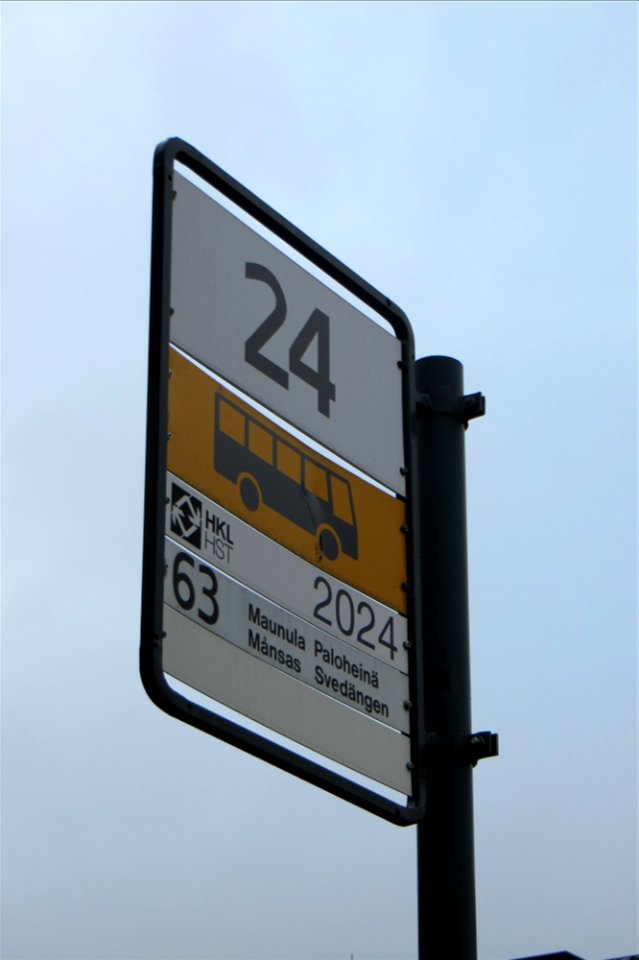 24
HKL
HST
2024
63
Maunula Paloheinä
Månsas Svedängen